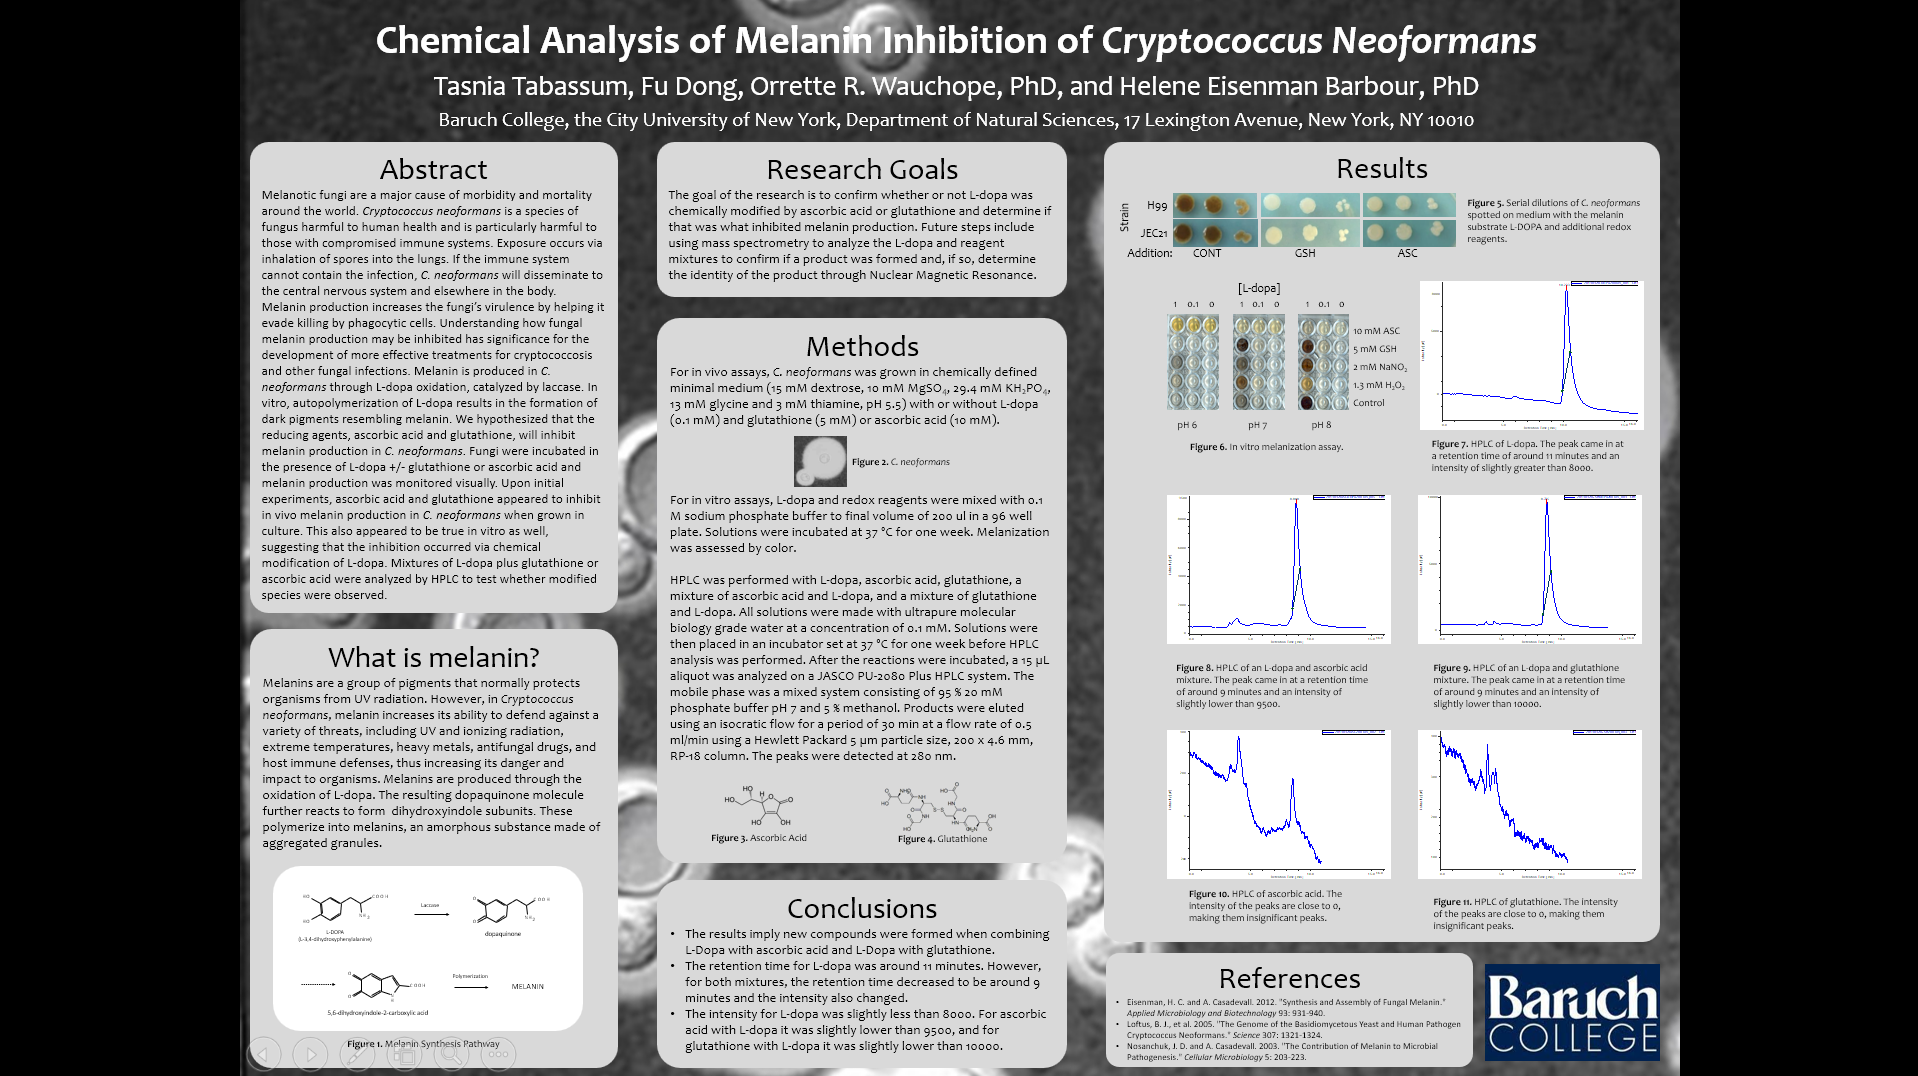 Chemical Analysis of Melanin Inhibition of Cryptococcus Neoformans
Tasnia Tabassum, Fu Dong, Orrette R. Wauchope, PhD, and Helene Eisenman Barbour, PhD
Baruch College, the City University of New York, Department of Natural Sciences, 17 Lexington Avenue, New York, NY 10010
Abstract
Melanotic fungi are a major cause of morbidity and mortality
around the world. Cryptococcus neoformans is a species of
fungus harmful to human health and is particularly harmful to
those with compromised immune systems. Exposure occurs via
inhalation of spores into the lungs. If the immune system
cannot contain the infection, C. neoformans will disseminate to
the central nervous system and elsewhere in the body.
Melanin production increases the fungi's virulence by helping it
evade killing by phagocytic cells. Understanding how fungal
melanin production may be inhibited has significance for the
development of more effective treatments for cryptococcosis
and other fungal infections. Melanin is produced in C.
neoformans through L-dopa oxidation, catalyzed by laccase. In
vitro, autopolymerization of L-dopa results in the formation of
dark pigments resembling melanin. We hypothesized that the
reducing agents, ascorbic acid and glutathione, will inhibit
melanin production in C. neoformans. Fungi were incubated in
the presence of L-dopa +/- glutathione or ascorbic acid and
melanin production was monitored visually. Upon initial
experiments, ascorbic acid and glutathione appeared to inhibit
in vivo melanin production in C. neoformans when grown in
culture. This also appeared to be true in vitro as well,
suggesting that the inhibition occurred via chemical
modification of L-dopa. Mixtures of L-dopa plus glutathione or
ascorbic acid were analyzed by HPLC to test whether modified
species were observed.
What is melanin?
Melanins are a group of pigments that normally protects
organisms from UV radiation. However, in Cryptococcus
neoformans, melanin increases its ability to defend against a
variety of threats, including UV and ionizing radiation,
extreme temperatures, heavy metals, antifungal drugs, and
host immune defenses, thus increasing its danger and
impact to organisms. Melanins are produced through the
oxidation of L-dopa. The resulting dopaquinone molecule
further reacts to form dihydroxyindole subunits. These
polymerize into melanins, an amorphous substance made of
aggregated granules.
HO
COOH
HO
NH2
L-DOPA
(L-3,4-dihydroxyphenylalanine)
Laccase
O
COOH
O
NH2
dopaquinone
O
COOH
O
N
H
5,6-dihydroxyindole-2-carboxylic acid
Polymerization
MELANIN
Figure 1. Melanin Synthesis Pathway
Research Goals
The goal of the research is to confirm whether or not L-dopa was
chemically modified by ascorbic acid or glutathione and determine if
that was what inhibited melanin production. Future steps include
using mass spectrometry to analyze the L-dopa and reagent
mixtures to confirm if a product was formed and, if so, determine
the identity of the product through Nuclear Magnetic Resonance.
Methods
For in vivo assays, C. neoformans was grown in chemically defined
minimal medium (15 mM dextrose, 10 mM MgSO4, 29.4 mM KH2PO4,
13 mM glycine and 3 mM thiamine, pH 5.5) with or without L-dopa
(0.1 mM) and glutathione (5 mM) or ascorbic acid (10 mM).
Figure 2. C. neoformans
For in vitro assays, L-dopa and redox reagents were mixed with 0.1
M sodium phosphate buffer to final volume of 200 ul in a 96 well
plate. Solutions were incubated at 37 °C for one week. Melanization
was assessed by color.
HPLC was performed with L-dopa, ascorbic acid, glutathione, a
mixture of ascorbic acid and L-dopa, and a mixture of glutathione
and L-dopa. All solutions were made with ultrapure molecular
biology grade water at a concentration of 0.1 mM. Solutions were
then placed in an incubator set at 37 °C for one week before HPLC
analysis was performed. After the reactions were incubated, a 15 µL
aliquot was analyzed on a JASCO PU-2080 Plus HPLC system. The
mobile phase was a mixed system consisting of 95 % 20 mM
phosphate buffer pH 7 and 5 % methanol. Products were eluted
using an isocratic flow for a period of 30 min at a flow rate of 0.5
ml/min using a Hewlett Packard 5 µm particle size, 200 x 4.6 mm,
RP-18 column. The peaks were detected at 280 nm.
Figure 3. Ascorbic Acid
Figure 4. Glutathione
Conclusions
• The results imply new compounds were formed when combining
L-Dopa with ascorbic acid and L-Dopa with glutathione.
• The retention time for L-dopa was around 11 minutes. However,
for both mixtures, the retention time decreased to be around 9
minutes and the intensity also changed.
• The intensity for L-dopa was slightly less than 8000. For ascorbic
acid with L-dopa it was slightly lower than 9500, and for
glutathione with L-dopa it was slightly lower than 10000.
Results
Strain
H99
JEC21
Addition: CONT GSH ASC
Figure 5. Serial dilutions of C. neoformans
spotted on medium with the melanin
substrate L-DOPA and additional redox
reagents.
[L-dopa]
1 0.1 0 1 0.1 0 1 0.1 0
10 mM ASC
5 mM GSH
2 mM NaNO2
1.3 mM H2O2
Control
pH 6 pH 7 pH 8
Figure 6. In vitro melanization assay.
Figure 7. HPLC of L-dopa. The peak came in at
a retention time of around 11 minutes and an
intensity of slightly greater than 8000.
Figure 8. HPLC of an L-dopa and ascorbic acid
mixture. The peak came in at a retention time
of around 9 minutes and an intensity of
slightly lower than 9500.
Figure 9. HPLC of an L-dopa and glutathione
mixture. The peak came in at a retention time
of around 9 minutes and an intensity of
slightly lower than 10000.
Figure 10. HPLC of ascorbic acid. The
intensity of the peaks are close to 0,
making them insignificant peaks.
Figure 11. HPLC of glutathione. The intensity
of the peaks are close to 0, making them
insignificant peaks.
References
• Eisenman, H. C. and A. Casadevall. 2012. "Synthesis and Assembly of Fungal Melanin."
Applied Microbiology and Biotechnology 93: 931-940.
• Loftus, B. J., et al. 2005. "The Genome of the Basidiomycetous Yeast and Human Pathogen
Cryptococcus Neoformans." Science 307: 1321-1324.
• Nosanchuk, J. D. and A. Casadevall. 2003. "The Contribution of Melanin to Microbial
Pathogenesis." Cellular Microbiology 5: 203-223.
Baruch
COLLEGE